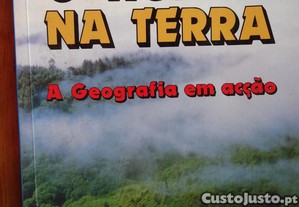 NA TERRA
A Geografia em acção
CustoJusto.pt